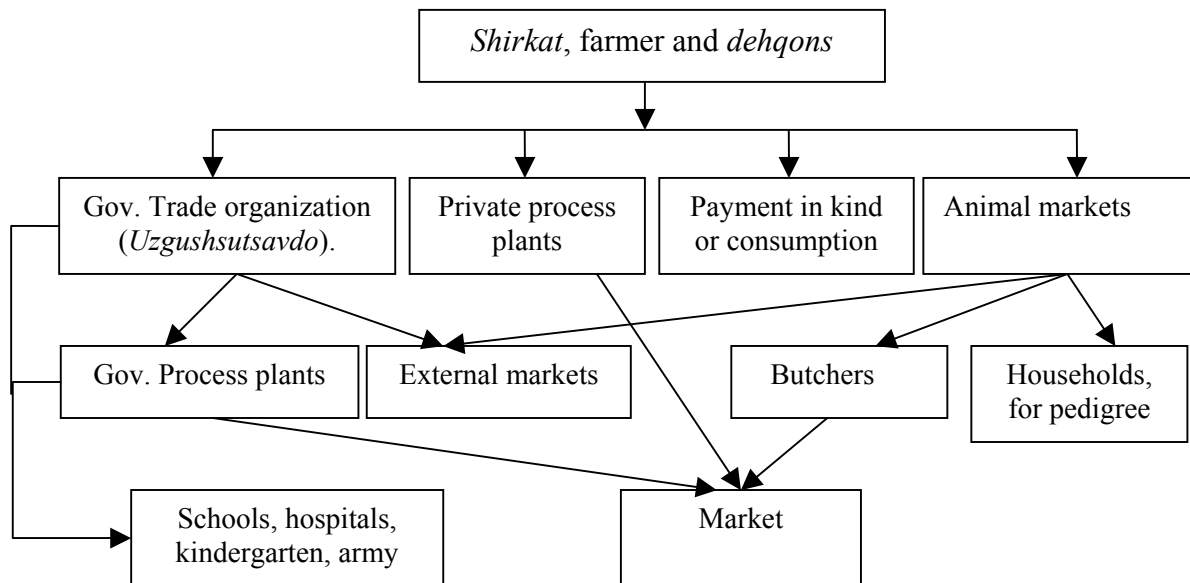 Shirkat, farmer and dehqons
Gov. Trade organization
(Uzgushsutsavdo).
Private process
plants
Payment in kind
or consumption
Animal markets
Gov. Process plants
External markets
Butchers
Households,
for pedigree
Schools, hospitals,
kindergarten, army
Market